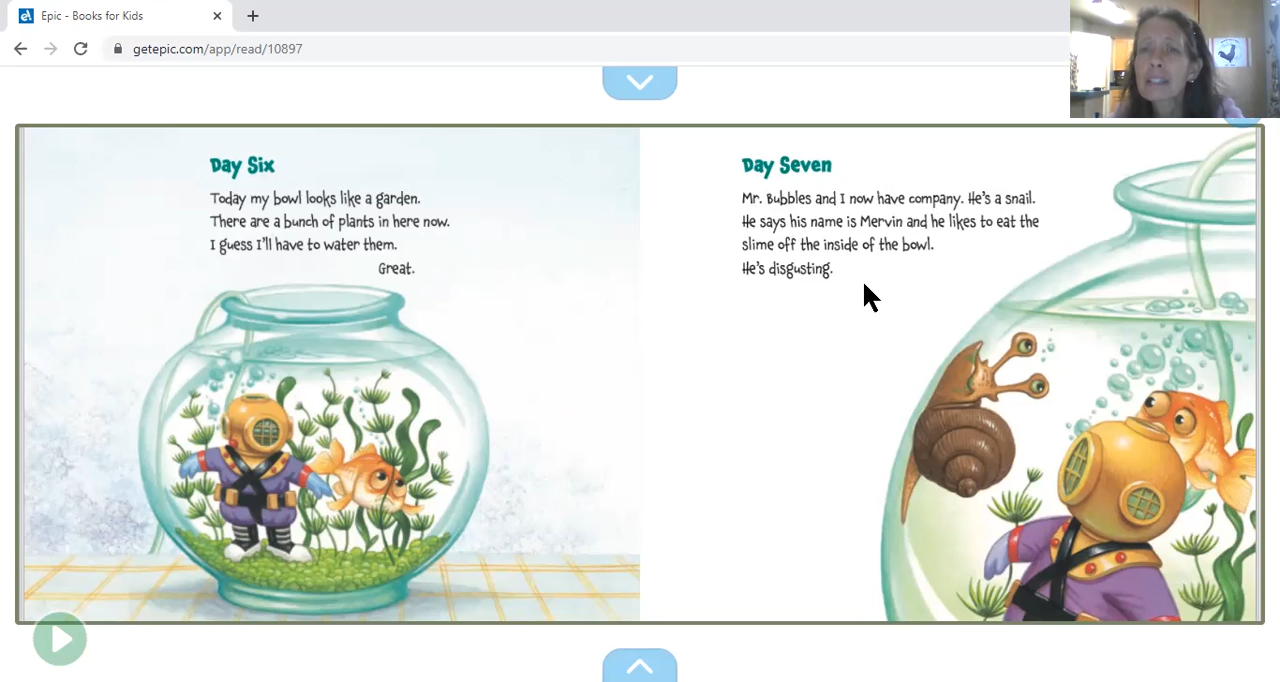 Epic - Books for Kids
getepic.com/app/read/10897
Day Six
Today my bowl looks like a garden.
There are a bunch of plants in here now.
I guess I'll have to water them.
Great.
Day Seven
Mr. Bubbles and I now have company. He's a snail.
He says his name is Mervin and he likes to eat the
slime off the inside of the bowl.
He's disgusting.